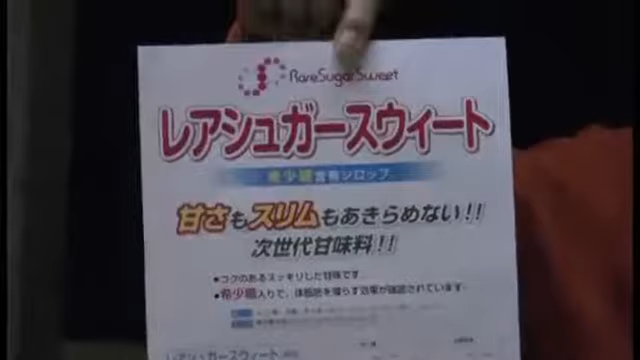 RareSugarSweet
レアシュガースウィート
希少糖含有シロップ
甘さもスリムもあきらめない!!
次世代甘味料!!
●コクのあるスッキリした甘味です
●希少糖入りで、体脂肪を減らす効果が確認されています
レアシュガースウィート